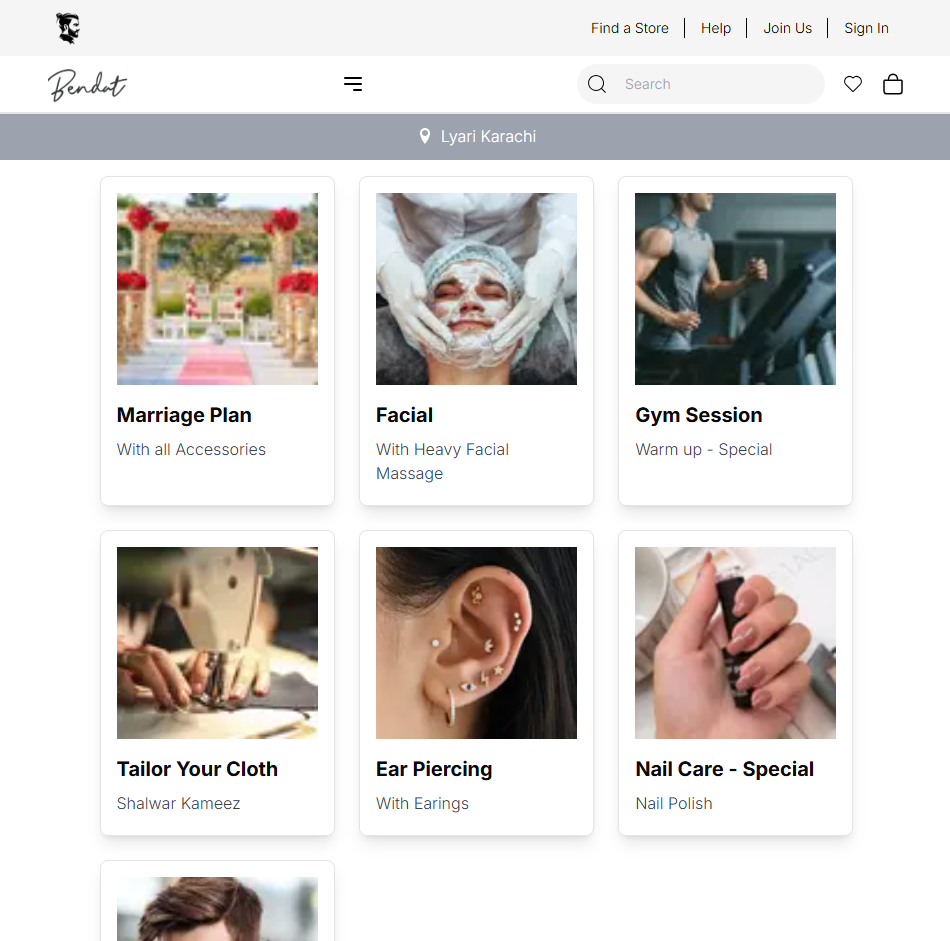 Find a Store
Help
Join Us
Sign In
Bendat
Search
Lyari Karachi
Marriage Plan
With all Accessories
Facial
With Heavy Facial
Massage
Gym Session
Warm up - Special
Tailor Your Cloth
Shalwar Kameez
Ear Piercing
With Earings
Nail Care - Special
Nail Polish